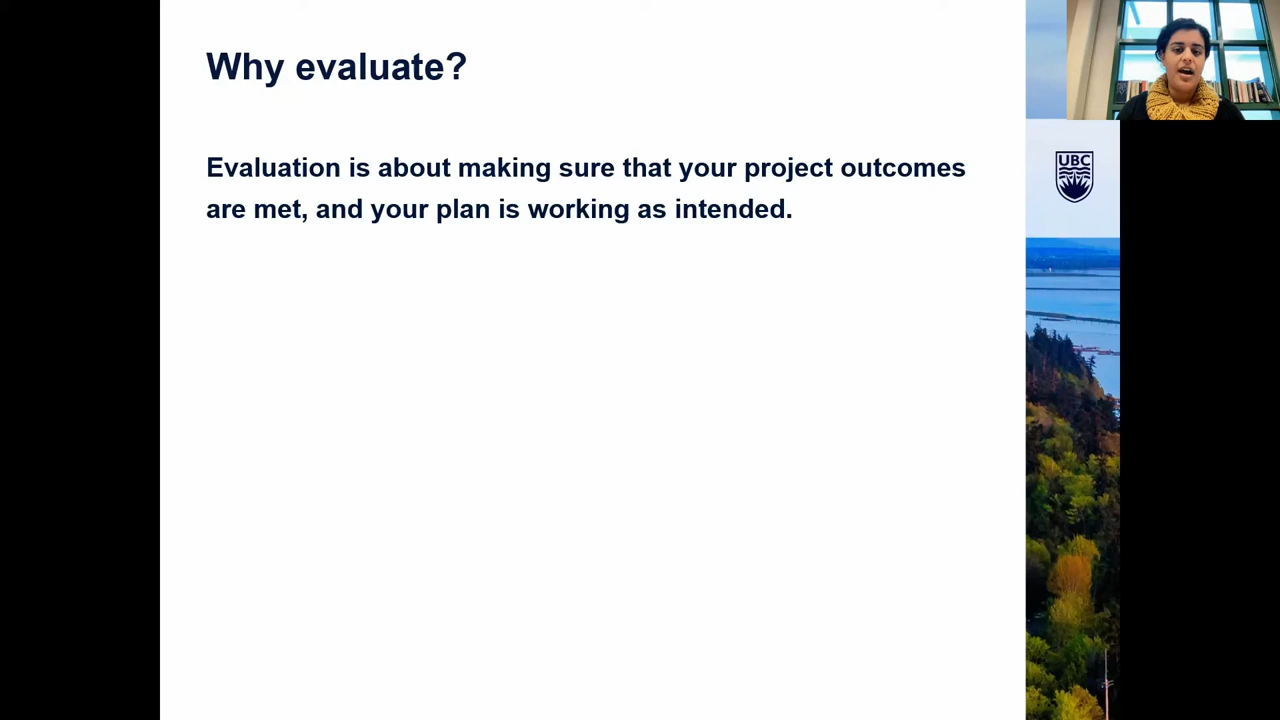 Why evaluate?
Evaluation is about making sure that your project outcomes
are met, and your plan is working as intended.
UBC